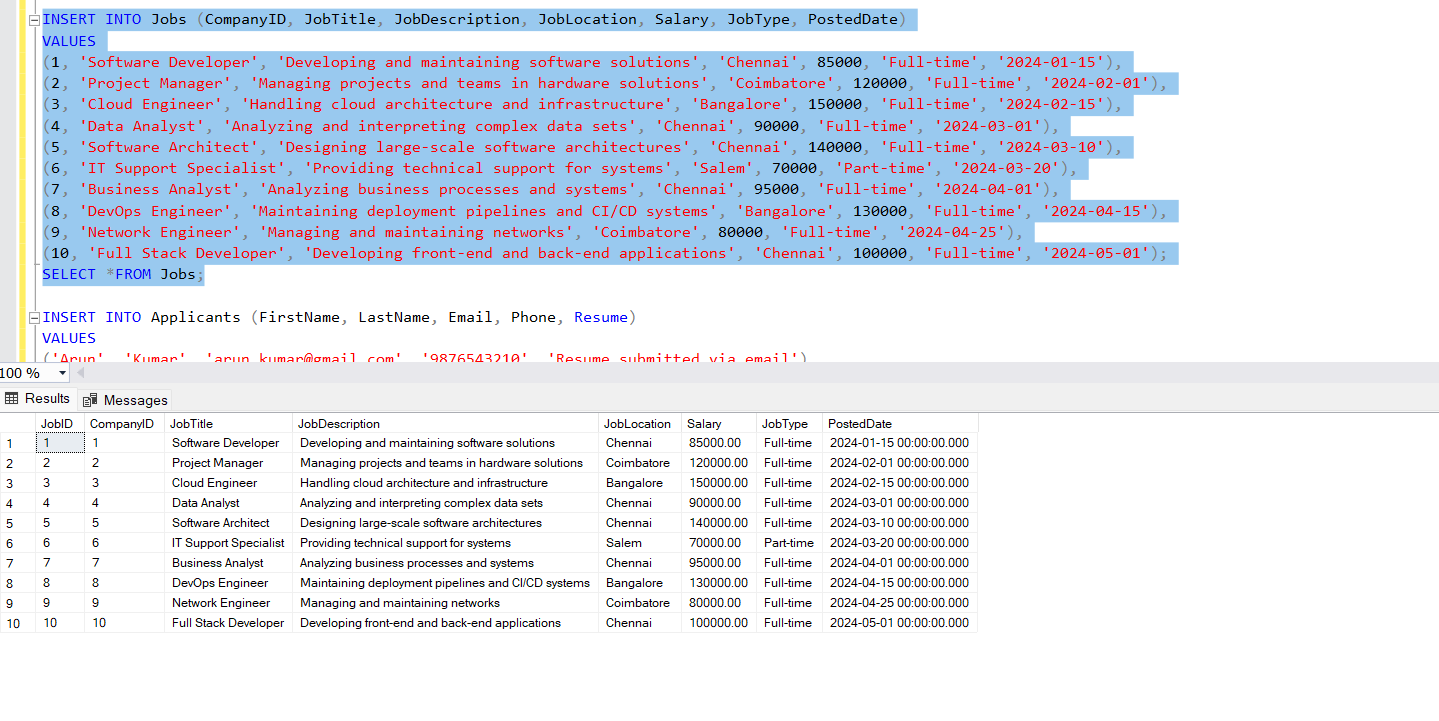 INSERT INTO Jobs (CompanyID, JobTitle, JobDescription, JobLocation, Salary, JobType, PostedDate)
VALUES
(1, 'Software Developer', 'Developing and maintaining software solutions', 'Chennai', 85000, 'Full-time', '2024-01-15'),
(2, 'Project Manager', 'Managing projects and teams in hardware solutions', 'Coimbatore', 120000, 'Full-time', '2024-02-01'),
(3, 'Cloud Engineer', 'Handling cloud architecture and infrastructure', 'Bangalore', 150000, 'Full-time', '2024-02-15'),
(4, 'Data Analyst', 'Analyzing and interpreting complex data sets', 'Chennai', 90000, 'Full-time', '2024-03-01'),
(5, 'Software Architect', 'Designing large-scale software architectures', 'Chennai', 140000, 'Full-time', '2024-03-10'),
(6, 'IT Support Specialist', 'Providing technical support for systems', 'Salem', 70000, 'Part-time', '2024-03-20'),
(7, 'Business Analyst', 'Analyzing business processes and systems', 'Chennai', 95000, 'Full-time', '2024-04-01'),
(8, 'DevOps Engineer', 'Maintaining deployment pipelines and CI/CD systems', 'Bangalore', 130000, 'Full-time', '2024-04-15'),
(9, 'Network Engineer', 'Managing and maintaining networks', 'Coimbatore', 80000, 'Full-time', '2024-04-25'),
(10, 'Full Stack Developer', 'Developing front-end and back-end applications', 'Chennai', 100000, 'Full-time', '2024-05-01');
SELECT *FROM Jobs;
INSERT INTO Applicants (FirstName, LastName, Email, Phone, Resume)
VALUES
('Arun', 'Kumar', 'arun.kumar@gmail.com', '9876543210', 'Resume submitted via email')
100 %
Results Messages
JobID CompanyID JobTitle JobDescription JobLocation Salary JobType PostedDate
1 1 1 Software Developer Developing and maintaining software solutions Chennai 85000.00 Full-time 2024-01-15 00:00:00.000
2 2 2 Project Manager Managing projects and teams in hardware solutions Coimbatore 120000.00 Full-time 2024-02-01 00:00:00.000
3 3 3 Cloud Engineer Handling cloud architecture and infrastructure Bangalore 150000.00 Full-time 2024-02-15 00:00:00.000
4 4 4 Data Analyst Analyzing and interpreting complex data sets Chennai 90000.00 Full-time 2024-03-01 00:00:00.000
5 5 5 Software Architect Designing large-scale software architectures Chennai 140000.00 Full-time 2024-03-10 00:00:00.000
6 6 6 IT Support Specialist Providing technical support for systems Salem 70000.00 Part-time 2024-03-20 00:00:00.000
7 7 7 Business Analyst Analyzing business processes and systems Chennai 95000.00 Full-time 2024-04-01 00:00:00.000
8 8 8 DevOps Engineer Maintaining deployment pipelines and CI/CD systems Bangalore 130000.00 Full-time 2024-04-15 00:00:00.000
9 9 9 Network Engineer Managing and maintaining networks Coimbatore 80000.00 Full-time 2024-04-25 00:00:00.000
10 10 10 Full Stack Developer Developing front-end and back-end applications Chennai 100000.00 Full-time 2024-05-01 00:00:00.000